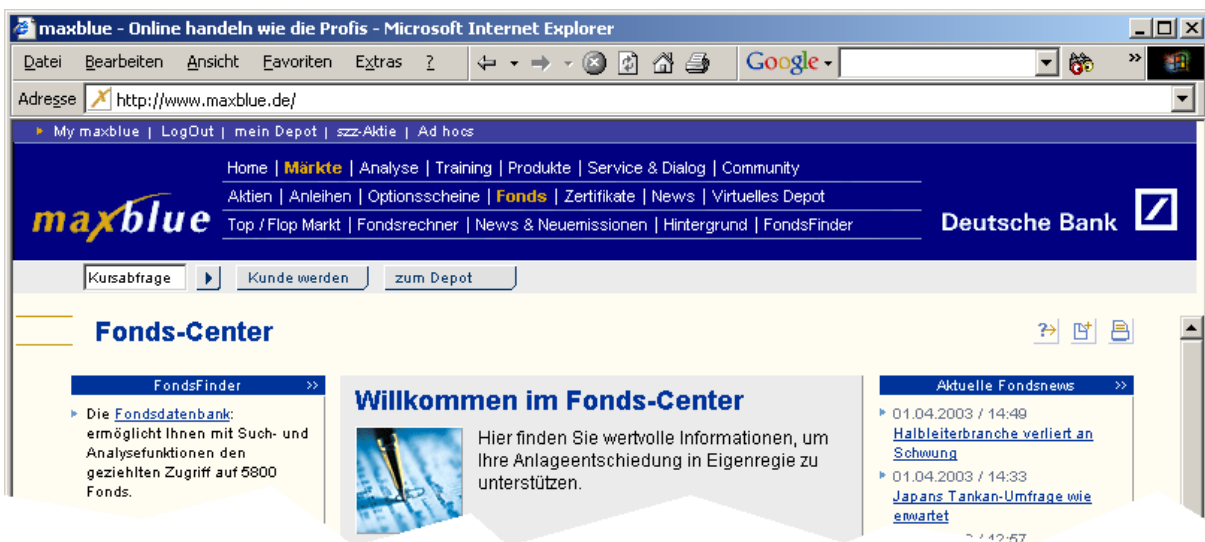 maxblue - Online handeln wie die Profis - Microsoft Internet Explorer
Datei Bearbeiten Ansicht Favoriten Extras ? Google »
Adresse http://www.maxblue.de/
My maxblue | LogOut | mein Depot | szz-Aktie | Ad hocs
Home | Märkte | Analyse | Training | Produkte | Service & Dialog | Community
Aktien | Anleihen | Optionsscheine | Fonds | Zertifikate | News | Virtuelles Depot
maxblue
Top / Flop Markt | Fondsrechner | News & Neuemissionen | Hintergrund | FondsFinder
Deutsche Bank
Kursabfrage Kunde werden zum Depot
Fonds-Center
FondsFinder »
Die Fondsdatenbank:
ermöglicht Ihnen mit Such- und
Analysefunktionen den
geziehlten Zugriff auf 5800
Fonds.
Willkommen im Fonds-Center
Hier finden Sie wertvolle Informationen, um
Ihre Anlageentschiedung in Eigenregie zu
unterstützen.
Aktuelle Fondsnews »
01.04.2003 / 14:49
Halbleiterbranche verliert an
Schwung
01.04.2003 / 14:33
Japans Tankan-Umfrage wie
erwartet
/ 12:57